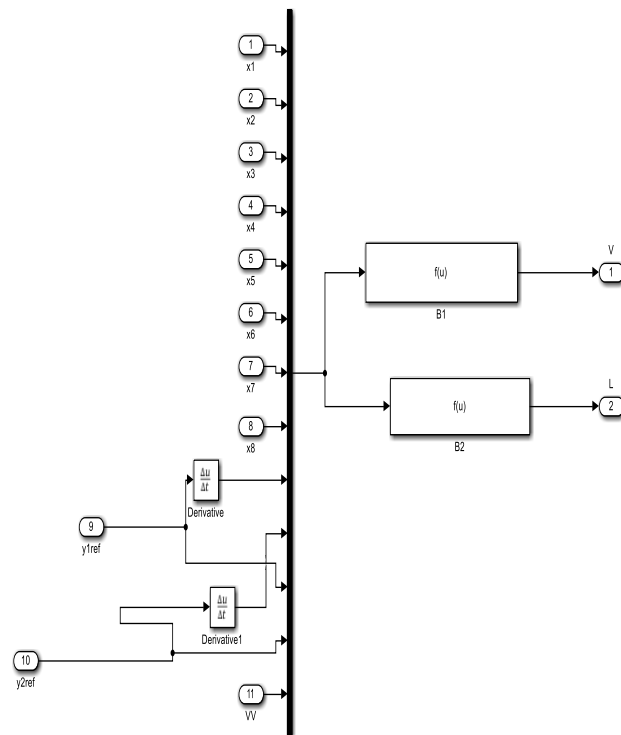 1
x1
2
x2
3
x3
4
x4
5
x5
6
x6
7
x7
8
x8
Δu
Δt
Derivative
9
y1ref
Δu
Δt
Derivative1
10
y2ref
11
VV
f(u)
B1
V
1
f(u)
B2
L
2